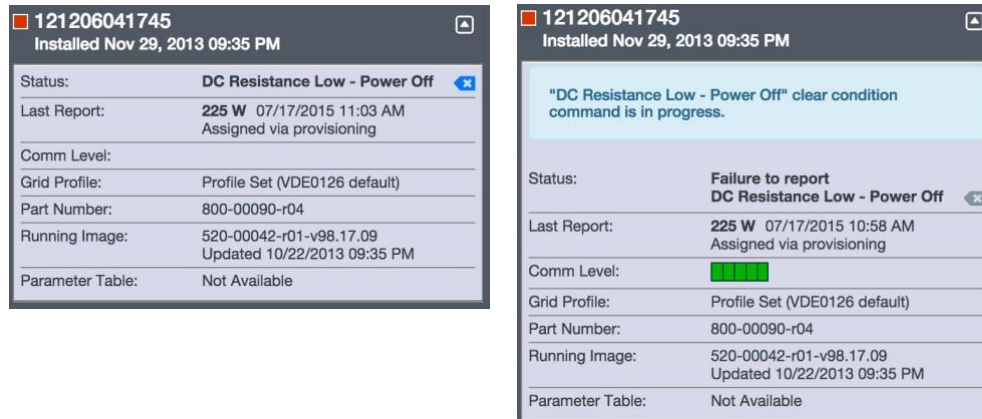 121206041745
Installed Nov 29, 2013 09:35 PM
Status: DC Resistance Low - Power Off
Last Report: 225 W 07/17/2015 11:03 AM
Assigned via provisioning
Comm Level:
Grid Profile: Profile Set (VDE0126 default)
Part Number: 800-00090-r04
Running Image: 520-00042-r01-v98.17.09
Updated 10/22/2013 09:35 PM
Parameter Table: Not Available
121206041745
Installed Nov 29, 2013 09:35 PM
"DC Resistance Low - Power Off" clear condition
command is in progress.
Status: Failure to report
DC Resistance Low - Power Off
Last Report: 225 W 07/17/2015 10:58 AM
Assigned via provisioning
Comm Level:
Grid Profile: Profile Set (VDE0126 default)
Part Number: 800-00090-r04
Running Image: 520-00042-r01-v98.17.09
Updated 10/22/2013 09:35 PM
Parameter Table: Not Available